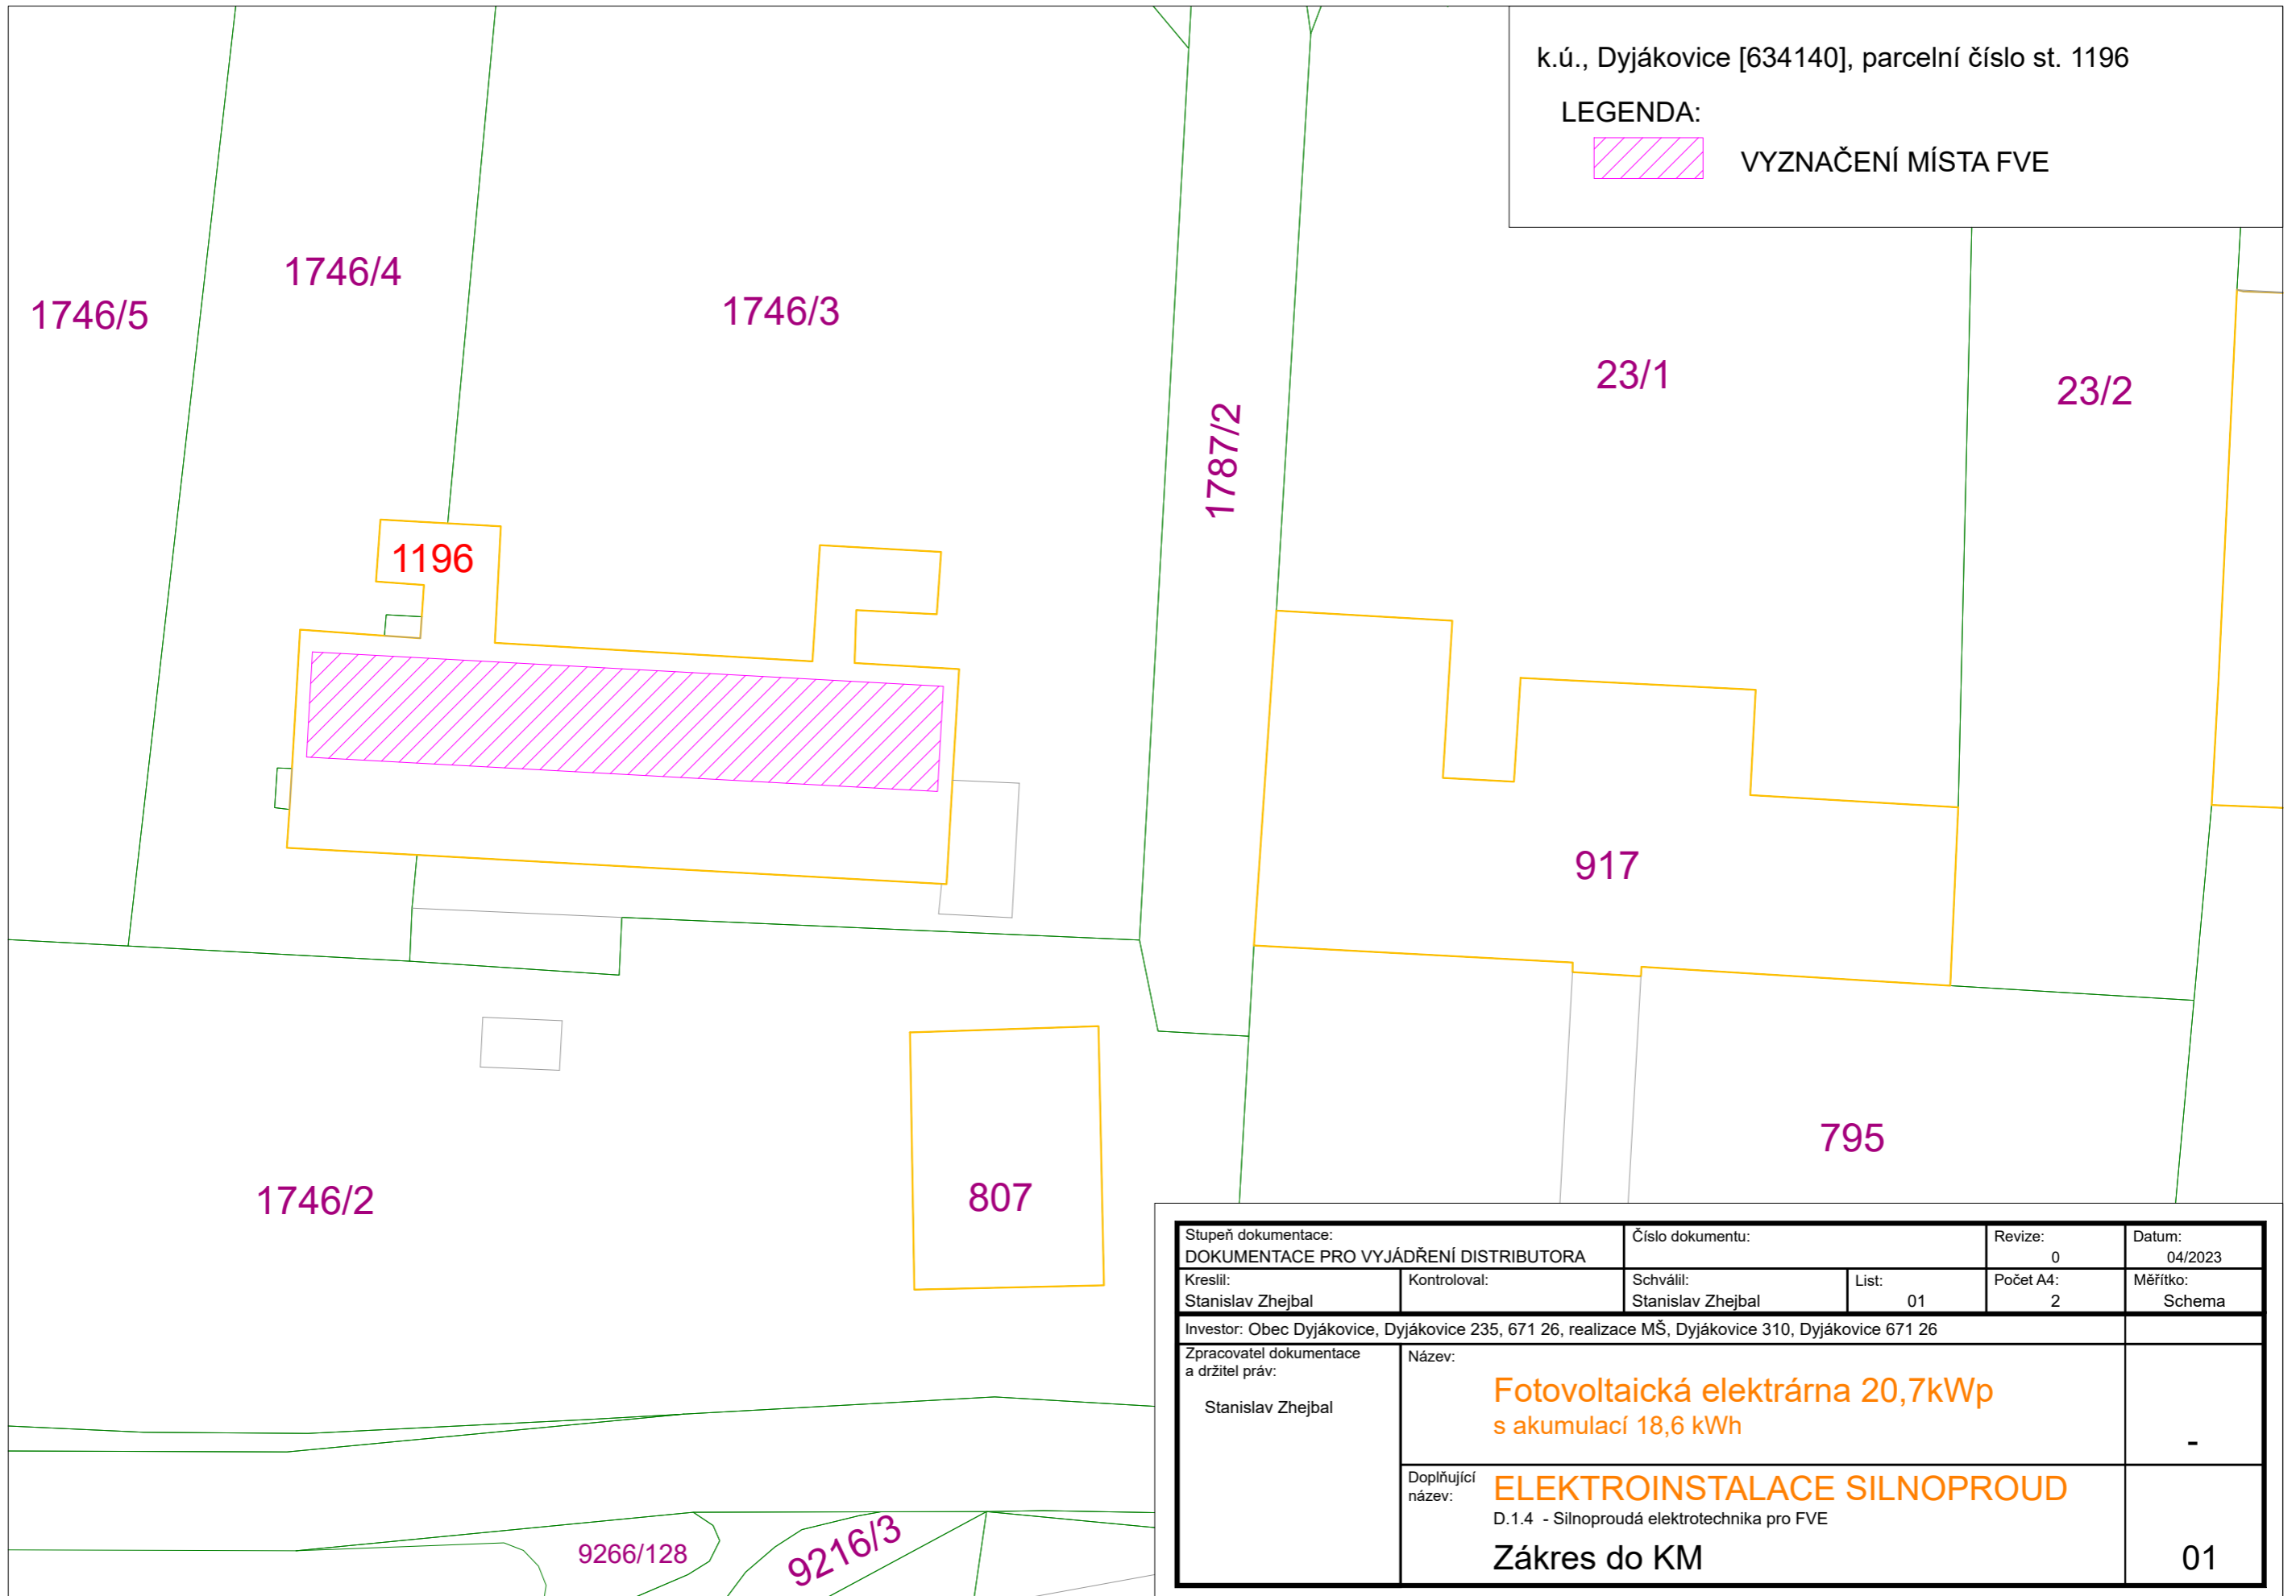 k.ú., Dyjákovice [634140], parcelní číslo st. 1196
LEGENDA:
VYZNAČENÍ MÍSTA FVE
1746/5
1746/4
1746/3
1787/2
23/1
23/2
1196
917
795
1746/2
807
9266/128
9216/3
Stupeň dokumentace:
DOKUMENTACE PRO VYJÁDŘENÍ DISTRIBUTORA
Číslo dokumentu:
Revize:
0
Datum:
04/2023
Kreslil:
Stanislav Zhejbal
Kontroloval:
Schválil:
Stanislav Zhejbal
List:
01
Počet A4:
2
Měřítko:
Schema
Investor: Obec Dyjákovice, Dyjákovice 235, 671 26, realizace MŠ, Dyjákovice 310, Dyjákovice 671 26
Zpracovatel dokumentace
a držitel práv:
Stanislav Zhejbal
Název:
Fotovoltaická elektrárna 20,7kWp
s akumulací 18,6 kWh
-
Doplňující
název:
ELEKTROINSTALACE SILNOPROUD
D.1.4 - Silnoproudá elektrotechnika pro FVE
Zákres do KM
01